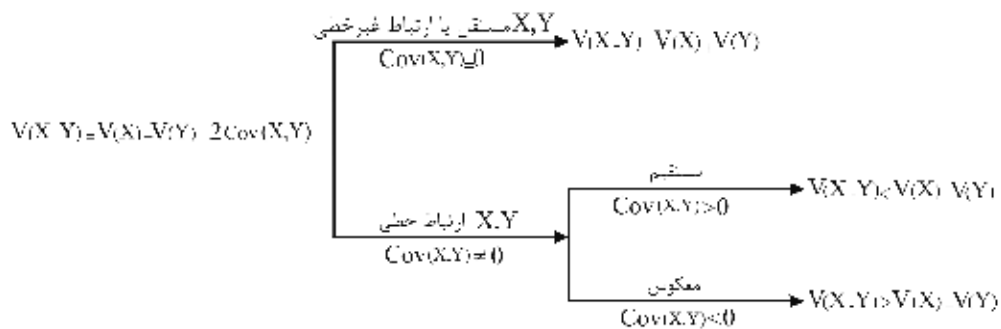 X,Y مستقل یا ارتباط غیرخطی
Cov(X,Y)=0
V(X-Y) V(X) V(Y)
V(X Y)=V(X)-V(Y) 2Cov(X,Y)
مستقیم
Cov(X,Y)>0
V(X Y)<V(X) V(Y)
X,Y ارتباط خطی
Cov(X,Y)≠0
معکوس
Cov(X,Y)<0
V(X-Y)>V(X) V(Y)